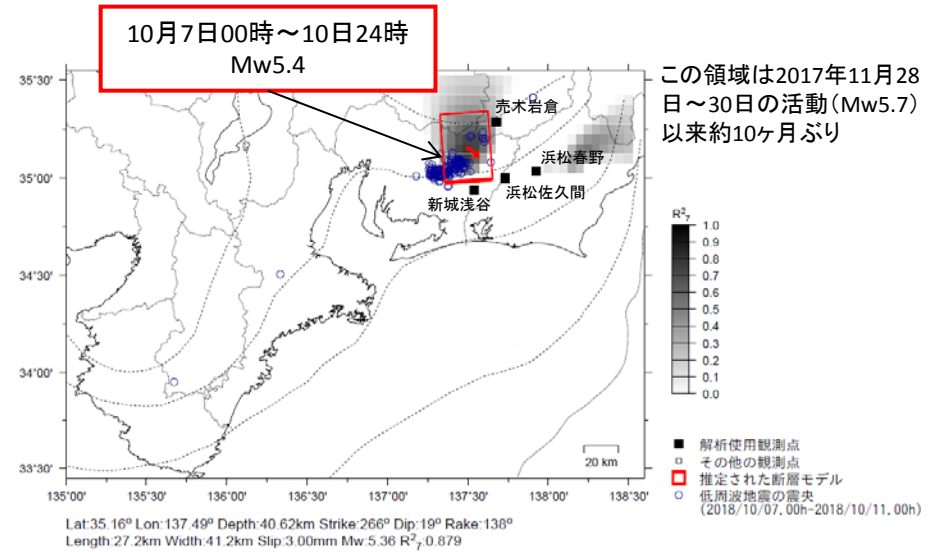 10月7日00時～10日24時
Mw5.4
この領域は2017年11月28
日～30日の活動（Mw5.7）
以来約10ヶ月ぶり
売木岩倉
浜松春野
浜松佐久間
新城浅谷
35°30'
35°00'
34°30'
34°00'
33°30'
135°00'
135°30'
136°00'
136°30'
137°00'
137°30'
138°00'
138°30'
20 km
R²₇
1.0
0.9
0.8
0.7
0.6
0.5
0.4
0.3
0.2
0.1
0.0
解析使用観測点
その他の観測点
推定された断層モデル
低周波地震の震央
(2018/10/07.00h-2018/10/11.00h)
Lat:35.16º Lon:137.49º Depth:40.62km Strike:266º Dip:19º Rake:138º
Length:27.2km Width:41.2km Slip:3.00mm Mw:5.36 R²₇:0.879